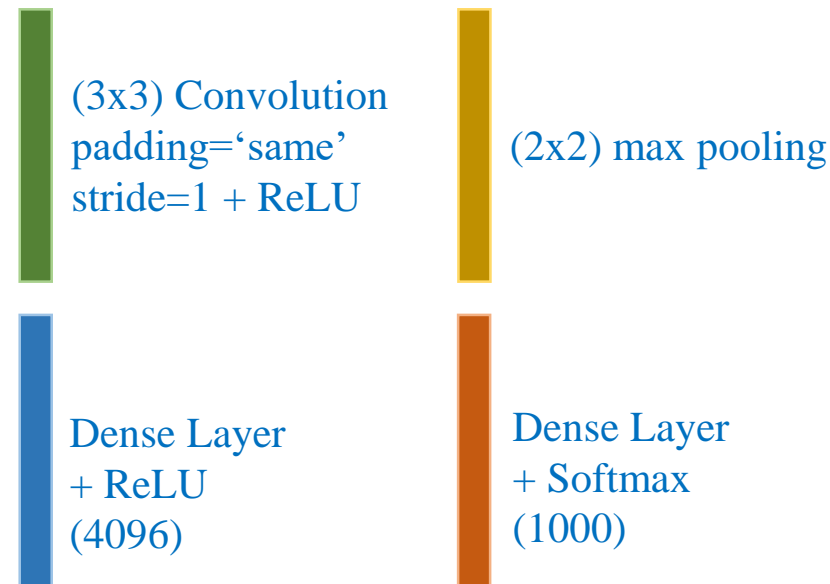 (3x3) Convolution
padding=‘same’
stride=1 + ReLU
(2x2) max pooling
Dense Layer
+ ReLU
(4096)
Dense Layer
+ Softmax
(1000)